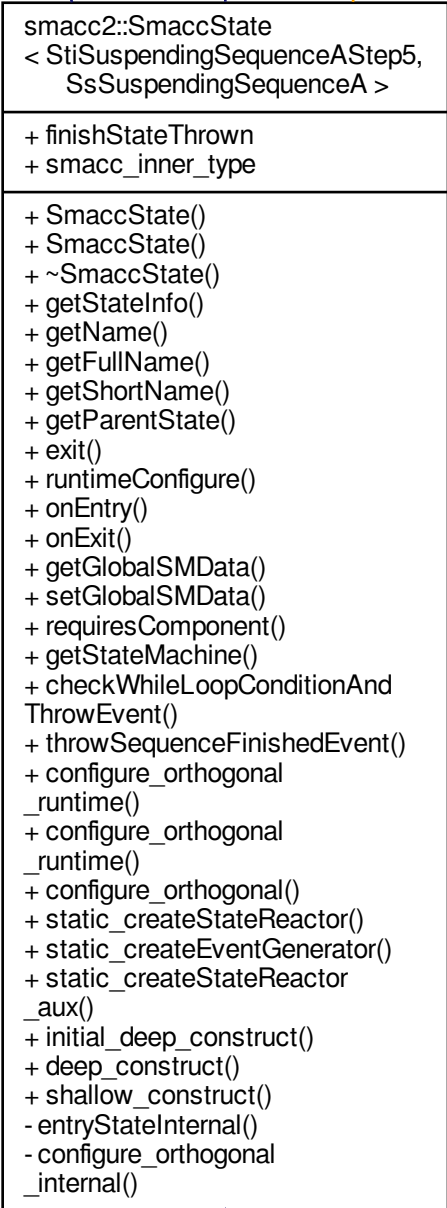 smacc2::SmaccState
< StiSuspendingSequenceAStep5,
SsSuspendingSequenceA >
+ finishStateThrown
+ smacc_inner_type
+ SmaccState()
+ SmaccState()
+ ~SmaccState()
+ getStateInfo()
+ getName()
+ getFullName()
+ getShortName()
+ getParentState()
+ exit()
+ runtimeConfigure()
+ onEntry()
+ onExit()
+ getGlobalSMData()
+ setGlobalSMData()
+ requiresComponent()
+ getStateMachine()
+ checkWhileLoopConditionAnd
ThrowEvent()
+ throwSequenceFinishedEvent()
+ configure_orthogonal
_runtime()
+ configure_orthogonal
_runtime()
+ configure_orthogonal()
+ static_createStateReactor()
+ static_createEventGenerator()
+ static_createStateReactor
_aux()
+ initial_deep_construct()
+ deep_construct()
+ shallow_construct()
- entryStateInternal()
- configure_orthogonal
_internal()